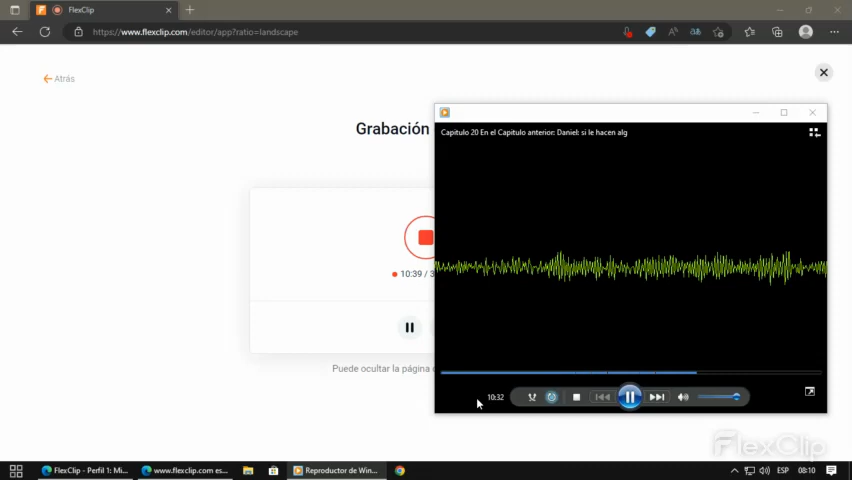 FlexClip
https://www.flexclip.com/editor/app?ratio=landscape
Atrás
Grabación
Capitulo 20 En el Capitulo anterior: Daniel: si le hacen alg
10:39 / 3
Puede ocultar la página
10:32
FlexClip
FlexClip - Perfil 1: Mi...
www.flexclip.com es...
Reproductor de Win...
ESP
08:10